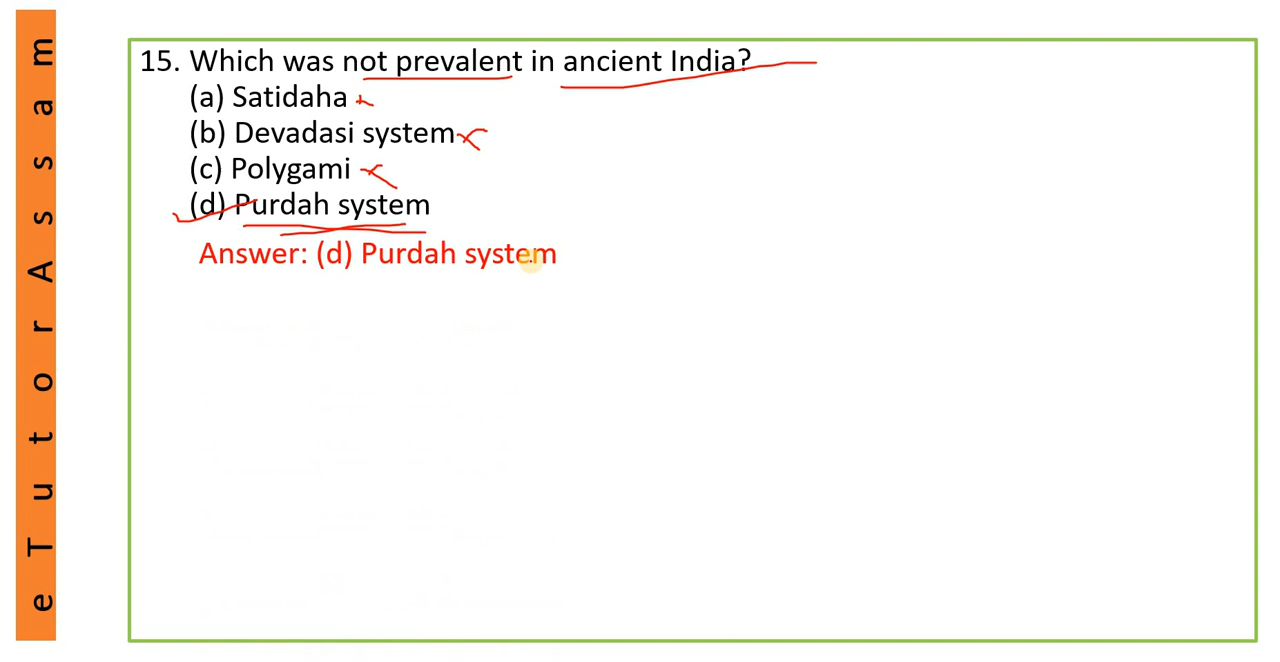 eTutorAssam
15. Which was not prevalent in ancient India?
(a) Satidaha
(b) Devadasi system
(c) Polygami
(d) Purdah system
Answer: (d) Purdah system